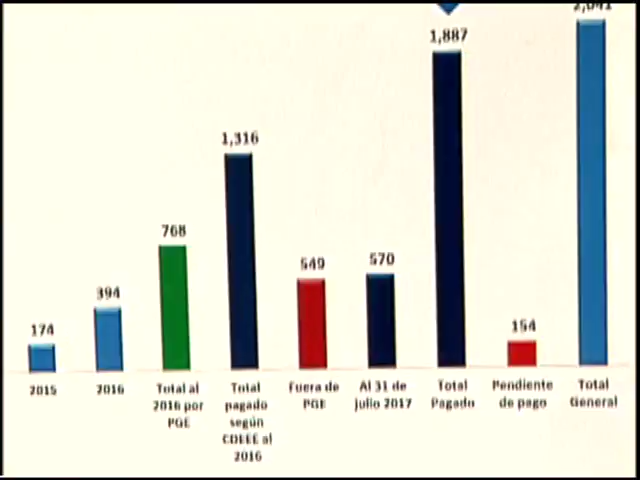 2,041
1,887
1,316
768
549
570
394
174
154
2015
2016
Total al
2016 por
PGE
Total
pagado
según
CDEEE al
2016
Fuera de
PGE
Al 31 de
julio 2017
Total
Pagado
Pendiente
de pago
Total
General